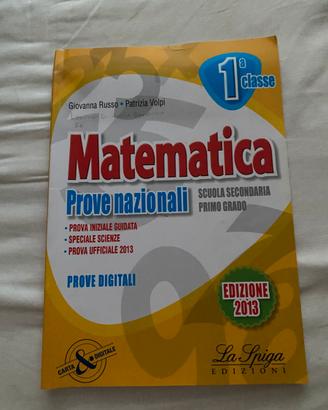 1ª classe
Giovanna Russo • Patrizia Volpi
Matematica
Prove nazionali
SCUOLA SECONDARIA
PRIMO GRADO
• PROVA INIZIALE GUIDATA
• SPECIALE SCIENZE
• PROVA UFFICIALE 2013
PROVE DIGITALI
EDIZIONE
2013
CARTA & DIGITALE
La Spiga
EDIZIONI